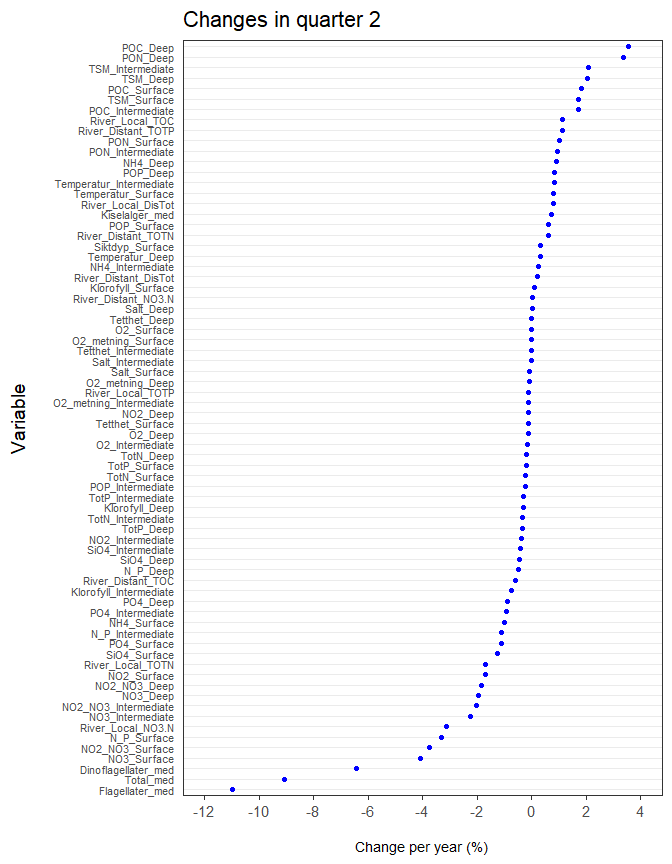 Changes in quarter 2
POC_Deep
PON_Deep
TSM_Intermediate
TSM_Deep
POC_Surface
TSM_Surface
POC_Intermediate
River_Local_TOC
River_Distant_TOTP
PON_Surface
PON_Intermediate
NH4_Deep
POP_Deep
Temperatur_Intermediate
Temperatur_Surface
River_Local_DisTot
Kiselalger_med
POP_Surface
River_Distant_TOTN
Siktdyp_Surface
Temperatur_Deep
NH4_Intermediate
River_Distant_DisTot
Klorofyll_Surface
River_Distant_NO3.N
Salt_Deep
Tetthet_Deep
O2_Surface
O2_metning_Surface
Tetthet_Intermediate
Salt_Intermediate
Salt_Surface
O2_metning_Deep
River_Local_TOTP
O2_metning_Intermediate
NO2_Deep
Tetthet_Surface
O2_Deep
O2_Intermediate
TotN_Deep
TotP_Surface
TotN_Surface
POP_Intermediate
TotP_Intermediate
Klorofyll_Deep
TotN_Intermediate
TotP_Deep
NO2_Intermediate
SiO4_Intermediate
SiO4_Deep
N_P_Deep
River_Distant_TOC
Klorofyll_Intermediate
PO4_Deep
PO4_Intermediate
NH4_Surface
N_P_Intermediate
PO4_Surface
SiO4_Surface
River_Local_TOTN
NO2_Surface
NO2_NO3_Deep
NO3_Deep
NO2_NO3_Intermediate
NO3_Intermediate
River_Local_NO3.N
N_P_Surface
NO2_NO3_Surface
NO3_Surface
Dinoflagellater_med
Total_med
Flagellater_med
Variable
-12 -10 -8 -6 -4 -2 0 2 4
Change per year (%)